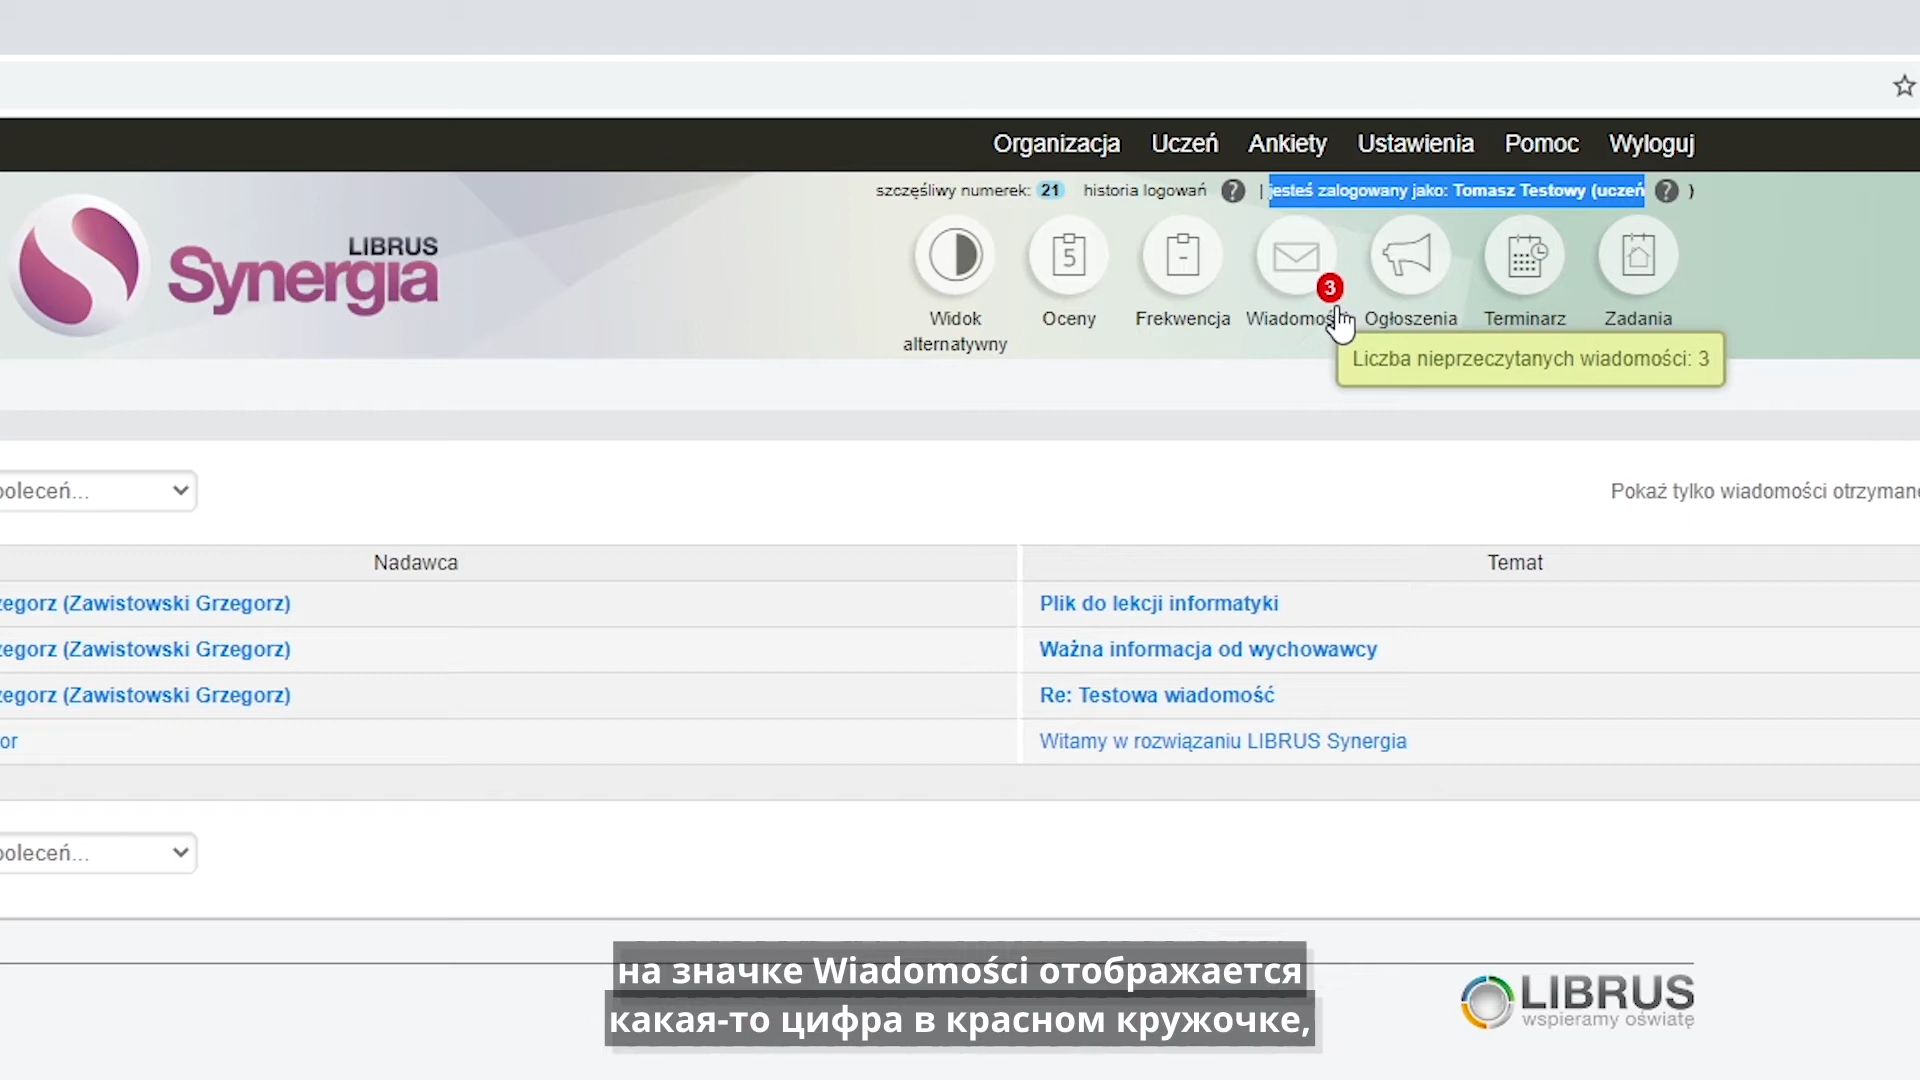 Organizacja Uczeń Ankiety Ustawienia Pomoc Wyloguj
szczęśliwy numerek: 21 historia logowań ? | jesteś zalogowany jako: Tomasz Testowy (uczeń ? )
LIBRUS
Synergia
5
-
3
Widok alternatywny
Oceny
Frekwencja
Ogłoszenia
Terminarz
Zadania
Liczba nieprzeczytanych wiadomości: 3
oleceń...
Pokaż tylko wiadomości otrzymane
Nadawca Temat
zegorz (Zawistowski Grzegorz) Plik do lekcji informatyki
zegorz (Zawistowski Grzegorz) Ważna informacja od wychowawcy
zegorz (Zawistowski Grzegorz) Re: Testowa wiadomość
or Witamy w rozwiązaniu LIBRUS Synergia
oleceń...
на значке Wiadomości отображается
какая-то цифра в красном кружочке,
LIBRUS
wspieramy oświatę